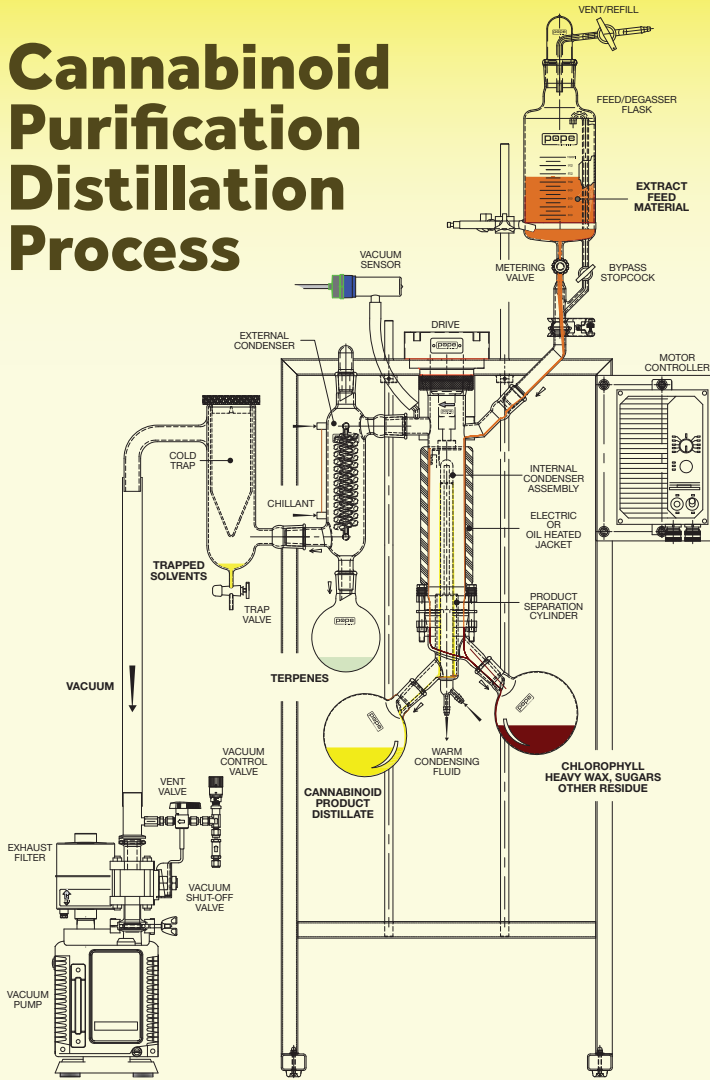 Cannabinoid
Purification
Distillation
Process
VENT/REFILL
FEED/DEGASSER
FLASK
pope
EXTRACT
FEED
MATERIAL
METERING
VALVE
BYPASS
STOPCOCK
VACUUM
SENSOR
DRIVE
pope
EXTERNAL
CONDENSER
MOTOR
CONTROLLER
COLD
TRAP
INTERNAL
CONDENSER
ASSEMBLY
CHILLANT
ELECTRIC
OR
OIL HEATED
JACKET
TRAPPED
SOLVENTS
TRAP
VALVE
PRODUCT
SEPARATION
CYLINDER
pope
TERPENES
VACUUM
pope
pope
WARM
CONDENSING
FLUID
CANNABINOID
PRODUCT
DISTILLATE
CHLOROPHYLL
HEAVY WAX, SUGARS
OTHER RESIDUE
VACUUM
CONTROL
VALVE
VENT
VALVE
EXHAUST
FILTER
VACUUM
SHUT-OFF
VALVE
VACUUM
PUMP